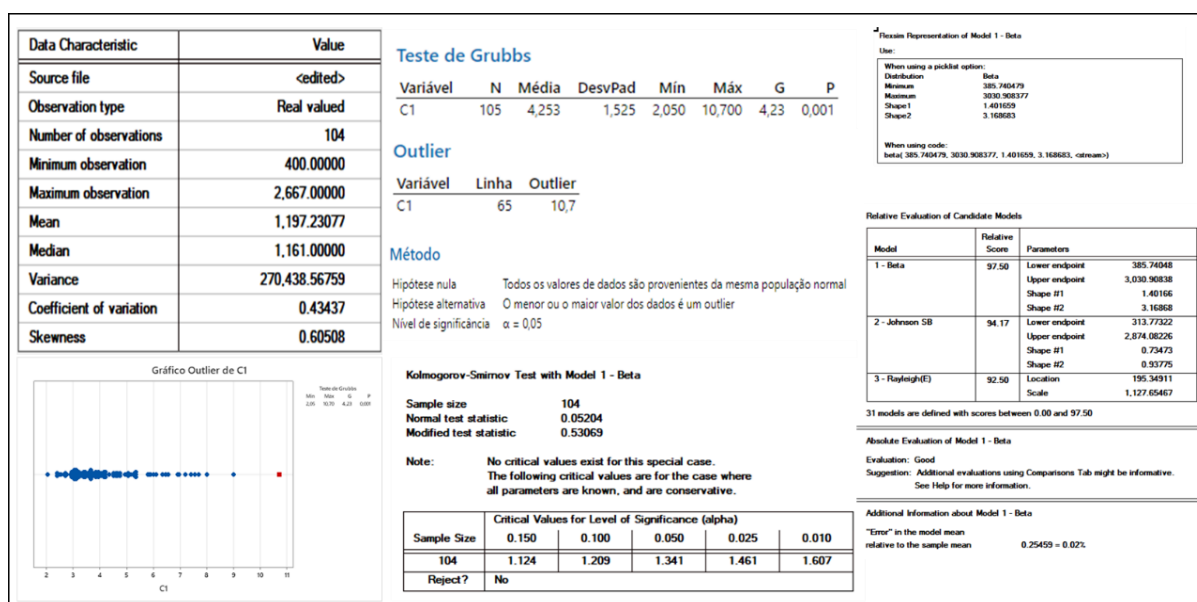 Data Characteristic Value
Source file <edited>
Observation type Real valued
Number of observations 104
Minimum observation 400.00000
Maximum observation 2,667.00000
Mean 1,197.23077
Median 1,161.00000
Variance 270,438.56759
Coefficient of variation 0.43437
Skewness 0.60508
Gráfico Outlier de C1
Teste de Grubbs
Mín Máx G P
2,05 10,70 4,23 0,001
2 3 4 5 6 7 8 9 10 11
C1
Teste de Grubbs
Variável N Média DesvPad Mín Máx G P
C1 105 4,253 1,525 2,050 10,700 4,23 0,001
Outlier
Variável Linha Outlier
C1 65 10,7
Método
Hipótese nula Todos os valores de dados são provenientes da mesma população normal
Hipótese alternativa O menor ou o maior valor dos dados é um outlier
Nível de significância α = 0,05
Kolmogorov-Smirnov Test with Model 1 - Beta
Sample size 104
Normal test statistic 0.05204
Modified test statistic 0.53069
Note: No critical values exist for this special case.
The following critical values are for the case where
all parameters are known, and are conservative.
Critical Values for Level of Significance (alpha)
Sample Size 0.150 0.100 0.050 0.025 0.010
104 1.124 1.209 1.341 1.461 1.607
Reject? No
Flexsim Representation of Model 1 - Beta
Use:
When using a picklist option:
Distribution Beta
Minimum 385.740479
Maximum 3030.908377
Shape1 1.401659
Shape2 3.168683
When using code:
beta( 385.740479, 3030.908377, 1.401659, 3.168683, <stream>)
Relative Evaluation of Candidate Models
Model Relative Score Parameters
1 - Beta 97.50 Lower endpoint 385.74048
Upper endpoint 3,030.90838
Shape #1 1.40166
Shape #2 3.16868
2 - Johnson SB 94.17 Lower endpoint 313.77322
Upper endpoint 2,874.08226
Shape #1 0.73473
Shape #2 0.93775
3 - Rayleigh(E) 92.50 Location 195.34911
Scale 1,127.65467
31 models are defined with scores between 0.00 and 97.50
Absolute Evaluation of Model 1 - Beta
Evaluation: Good
Suggestion: Additional evaluations using Comparisons Tab might be informative.
See Help for more information.
Additional Information about Model 1 - Beta
"Error" in the model mean
relative to the sample mean 0.25459 = 0.02%